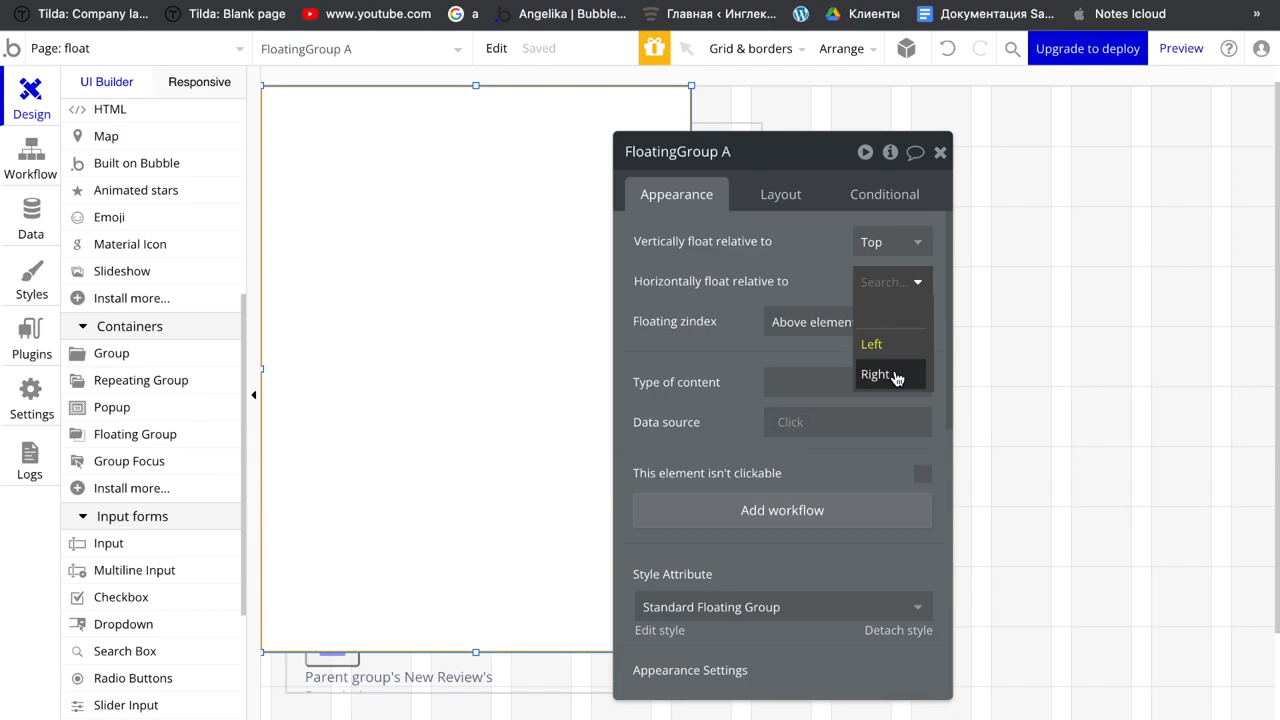 Tilda: Company la...
Tilda: Blank page
www.youtube.com
a
Angelika | Bubble...
Главная — (Инглек...
Клиенты
Документация Sa...
Notes Icloud
»
Page: float
FloatingGroup A
Edit
Saved
Grid & borders
Arrange
Upgrade to deploy
Preview
Design
Workflow
Data
Styles
Plugins
Settings
Logs
UI Builder
Responsive
HTML
Map
Built on Bubble
Animated stars
Emoji
Material Icon
Slideshow
Install more...
Containers
Group
Repeating Group
Popup
Floating Group
Group Focus
Install more...
Input forms
Input
Multiline Input
Checkbox
Dropdown
Search Box
Radio Buttons
Slider Input
Parent group's New Review's
FloatingGroup A
Appearance
Layout
Conditional
Vertically float relative to
Top
Horizontally float relative to
Search...
Left
Right
Floating zindex
Above elemen
Type of content
Data source
Click
This element isn't clickable
Add workflow
Style Attribute
Standard Floating Group
Edit style
Detach style
Appearance Settings